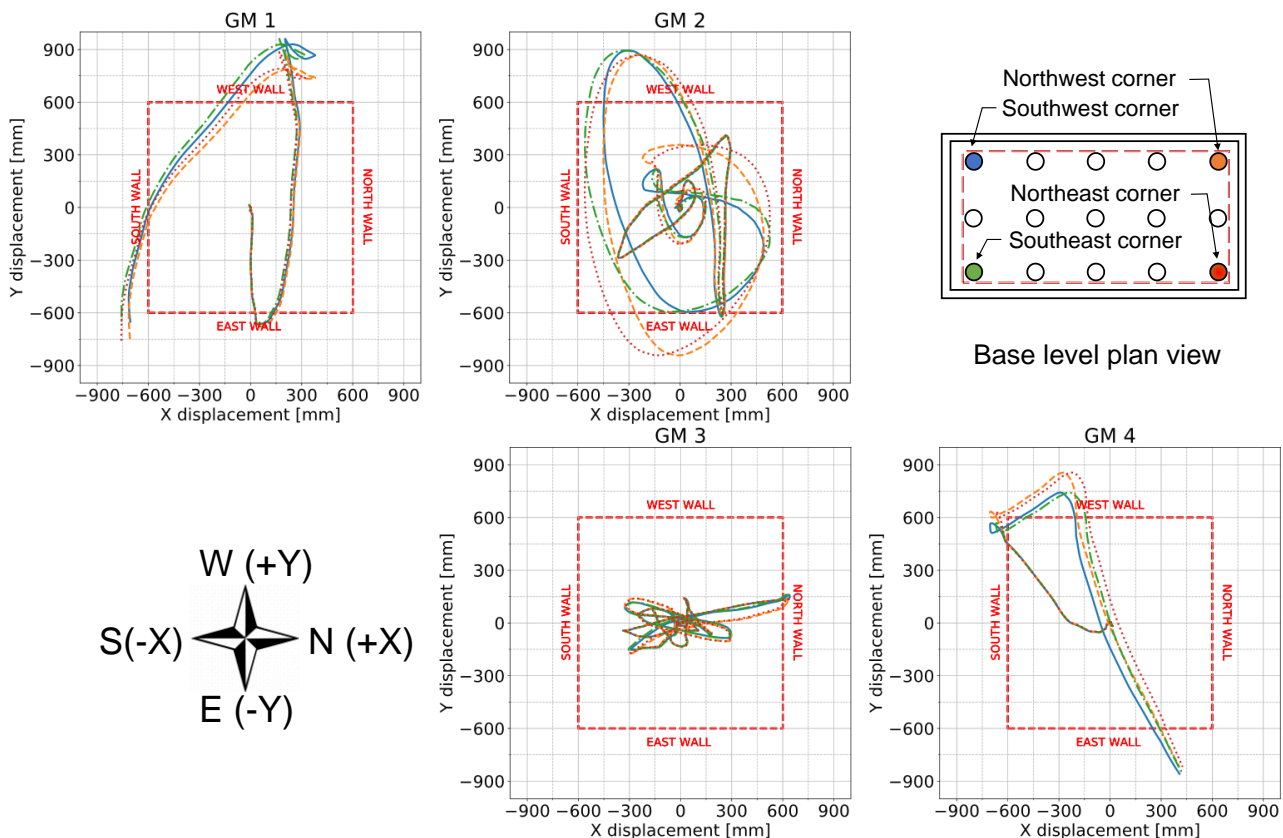 GM 1
900
600
300
0
−300
−600
−900
Y displacement [mm]
−900 −600 −300 0 300 600 900
X displacement [mm]
WEST WALL
SOUTH WALL
NORTH WALL
EAST WALL
GM 2
900
600
300
0
−300
−600
−900
Y displacement [mm]
−900 −600 −300 0 300 600 900
X displacement [mm]
WEST WALL
SOUTH WALL
NORTH WALL
EAST WALL
Northwest corner
Southwest corner
Northeast corner
Southeast corner
Base level plan view
W (+Y)
S(-X)
N (+X)
E (-Y)
GM 3
900
600
300
0
−300
−600
−900
Y displacement [mm]
−900 −600 −300 0 300 600 900
X displacement [mm]
WEST WALL
SOUTH WALL
NORTH WALL
EAST WALL
GM 4
900
600
300
0
−300
−600
−900
Y displacement [mm]
−900 −600 −300 0 300 600 900
X displacement [mm]
WEST WALL
SOUTH WALL
NORTH WALL
EAST WALL